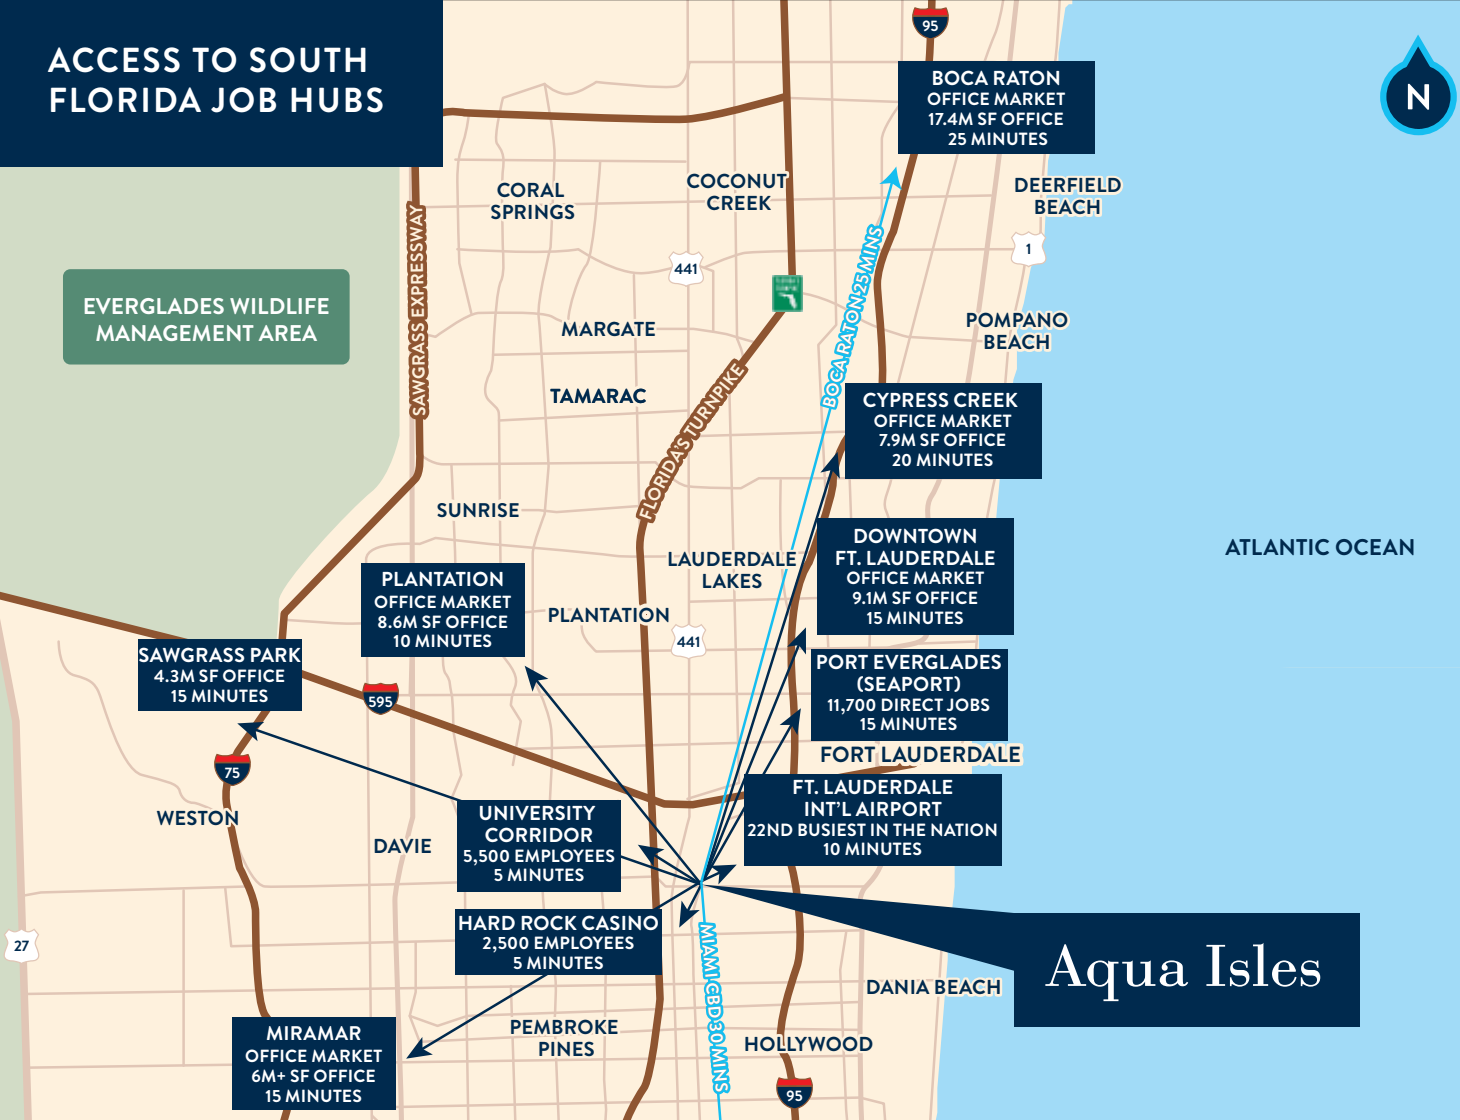 ACCESS TO SOUTH
FLORIDA JOB HUBS
95
N
BOCA RATON
OFFICE MARKET
17.4M SF OFFICE
25 MINUTES
CORAL
SPRINGS
COCONUT
CREEK
DEERFIELD
BEACH
1
441
SAWGRASS EXPRESSWAY
BOCA RATON 25 MINS
EVERGLADES WILDLIFE
MANAGEMENT AREA
MARGATE
POMPANO
BEACH
TAMARAC
FLORIDA'S TURNPIKE
CYPRESS CREEK
OFFICE MARKET
7.9M SF OFFICE
20 MINUTES
SUNRISE
DOWNTOWN
FT. LAUDERDALE
OFFICE MARKET
9.1M SF OFFICE
15 MINUTES
ATLANTIC OCEAN
LAUDERDALE
LAKES
PLANTATION
OFFICE MARKET
8.6M SF OFFICE
10 MINUTES
PLANTATION
441
SAWGRASS PARK
4.3M SF OFFICE
15 MINUTES
595
PORT EVERGLADES
(SEAPORT)
11,700 DIRECT JOBS
15 MINUTES
FORT LAUDERDALE
75
FT. LAUDERDALE
INT'L AIRPORT
22ND BUSIEST IN THE NATION
10 MINUTES
WESTON
DAVIE
UNIVERSITY
CORRIDOR
5,500 EMPLOYEES
5 MINUTES
HARD ROCK CASINO
2,500 EMPLOYEES
5 MINUTES
27
MIAMI CBD 30 MINS
Aqua Isles
DANIA BEACH
PEMBROKE
PINES
HOLLYWOOD
MIRAMAR
OFFICE MARKET
6M+ SF OFFICE
15 MINUTES
95